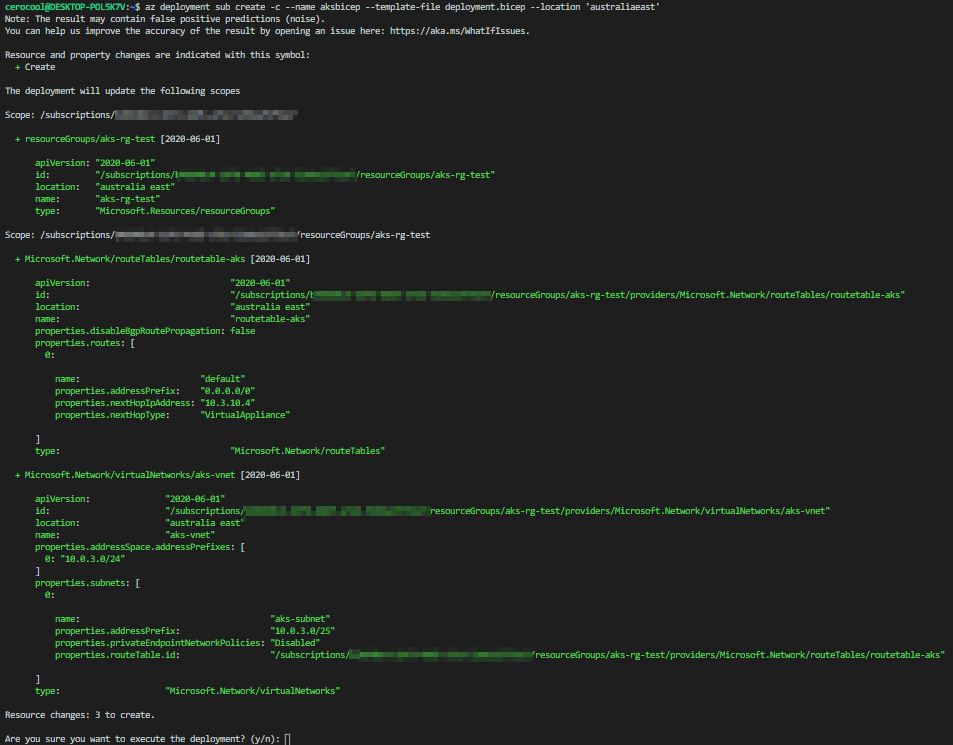 cerocool@DESKTOP-POL5K7V:~$ az deployment sub create -c --name aksbicep --template-file deployment.bicep --location 'australiaeast'
Note: The result may contain false positive predictions (noise).
You can help us improve the accuracy of the result by opening an issue here: https://aka.ms/WhatIfIssues.
Resource and property changes are indicated with this symbol:
+ Create
The deployment will update the following scopes
Scope: /subscriptions/
+ resourceGroups/aks-rg-test [2020-06-01]
apiVersion: "2020-06-01"
id: "/subscriptions/ /resourceGroups/aks-rg-test"
location: "australia east"
name: "aks-rg-test"
type: "Microsoft.Resources/resourceGroups"
Scope: /subscriptions/ /resourceGroups/aks-rg-test
+ Microsoft.Network/routeTables/routetable-aks [2020-06-01]
apiVersion: "2020-06-01"
id: "/subscriptions/ /resourceGroups/aks-rg-test/providers/Microsoft.Network/routeTables/routetable-aks"
location: "australia east"
name: "routetable-aks"
properties.disableBgpRoutePropagation: false
properties.routes: [
0:
name: "default"
properties.addressPrefix: "0.0.0.0/0"
properties.nextHopIpAddress: "10.3.10.4"
properties.nextHopType: "VirtualAppliance"
]
type: "Microsoft.Network/routeTables"
+ Microsoft.Network/virtualNetworks/aks-vnet [2020-06-01]
apiVersion: "2020-06-01"
id: "/subscriptions/ resourceGroups/aks-rg-test/providers/Microsoft.Network/virtualNetworks/aks-vnet"
location: "australia east"
name: "aks-vnet"
properties.addressSpace.addressPrefixes: [
0: "10.0.3.0/24"
]
properties.subnets: [
0:
name: "aks-subnet"
properties.addressPrefix: "10.0.3.0/25"
properties.privateEndpointNetworkPolicies: "Disabled"
properties.routeTable.id: "/subscriptions/ /resourceGroups/aks-rg-test/providers/Microsoft.Network/routeTables/routetable-aks"
]
type: "Microsoft.Network/virtualNetworks"
Resource changes: 3 to create.
Are you sure you want to execute the deployment? (y/n):